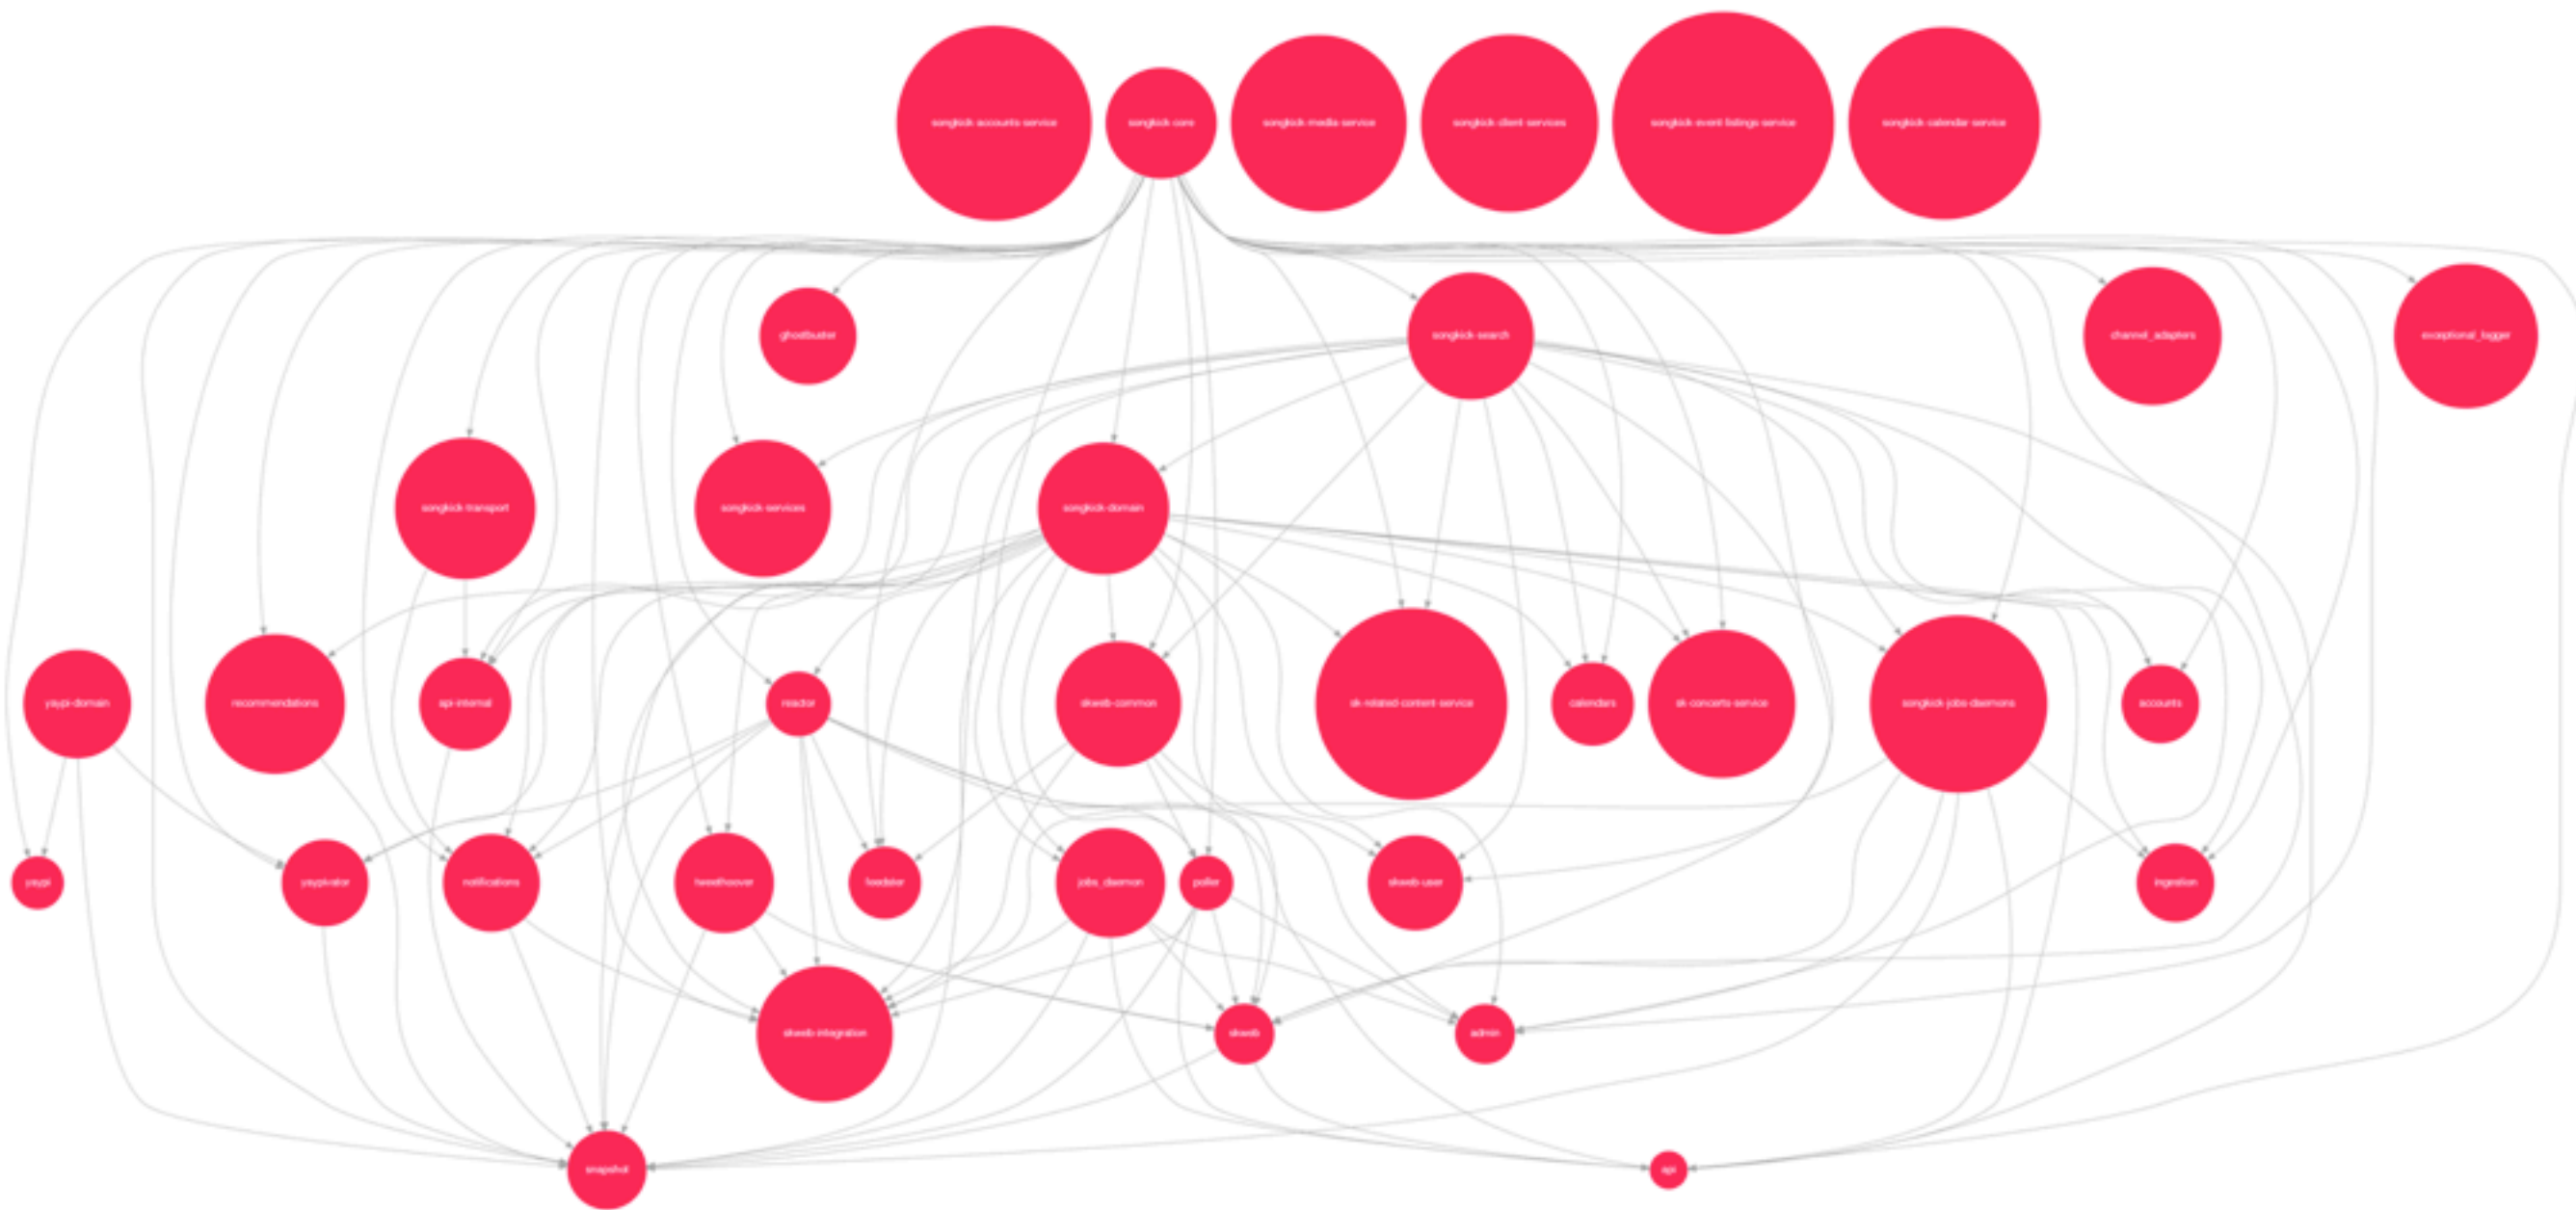 songkick-accounts-service
songkick-core
songkick-media-service
songkick-client-services
songkick-event-listings-service
songkick-calendar-service
ghostbuster
songkick-search
channel_adapters
exceptional_logger
songkick-transport
songkick-services
songkick-domain
yaypi-domain
recommendations
api-internal
reactor
skweb-common
sk-related-content-service
calendars
sk-concerts-service
songkick-jobs-daemons
accounts
yaypi
yaypivator
notifications
tweethoover
feedster
jobs_daemon
poller
skweb-user
ingestion
skweb-integration
skweb
admin
snapshot
api